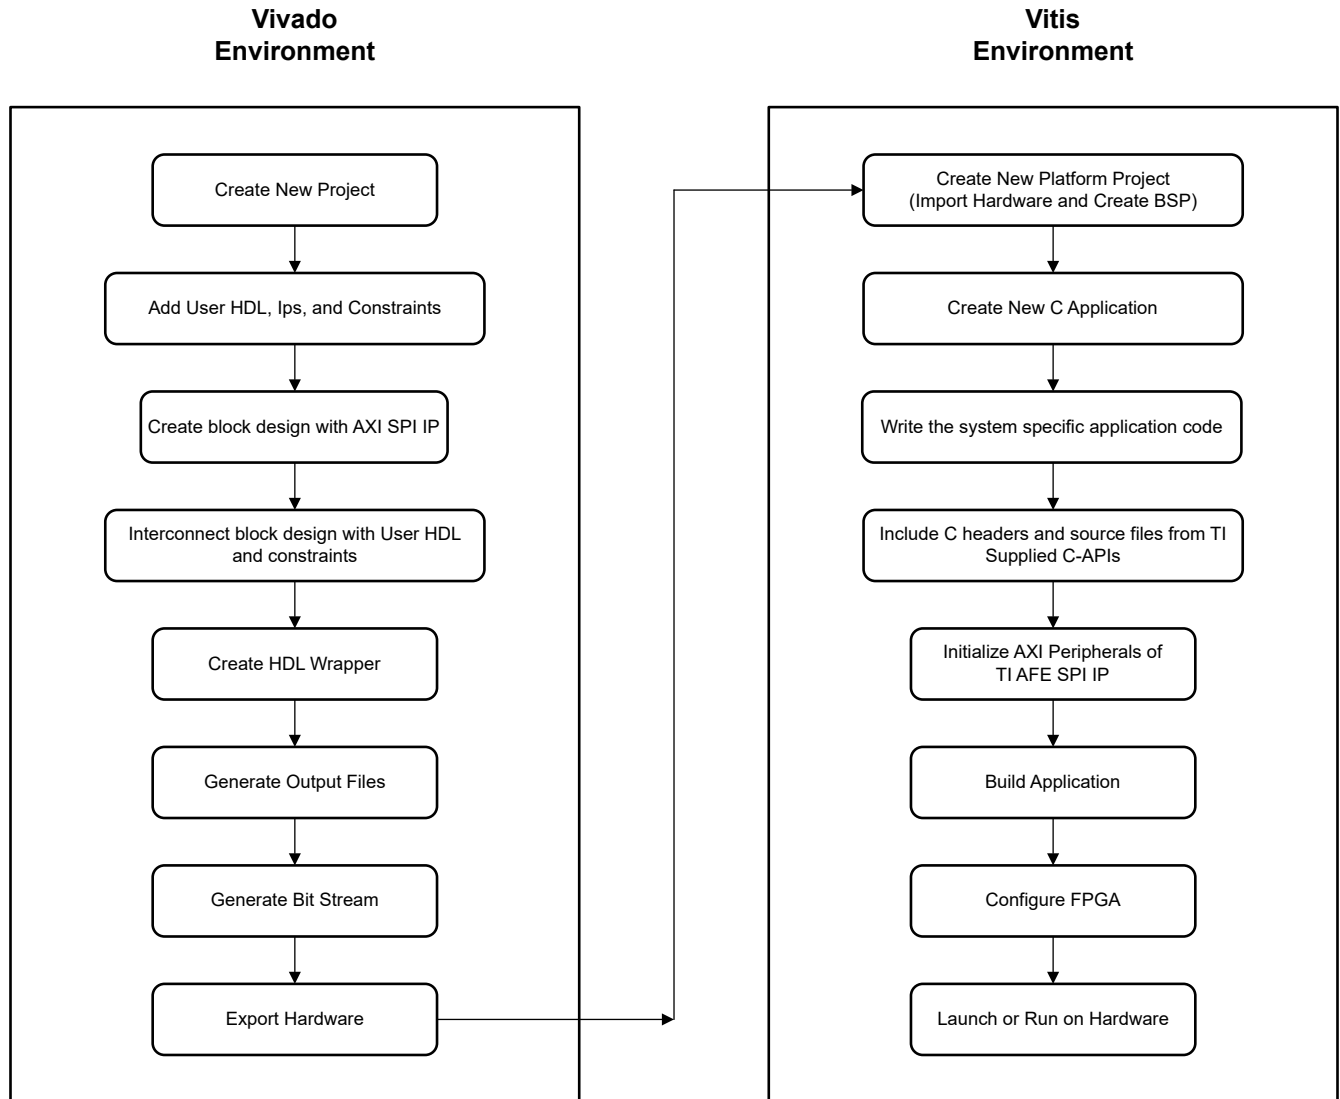 Vivado
Environment
Create New Project
Add User HDL, Ips, and Constraints
Create block design with AXI SPI IP
Interconnect block design with User HDL
and constraints
Create HDL Wrapper
Generate Output Files
Generate Bit Stream
Export Hardware
Vitis
Environment
Create New Platform Project
(Import Hardware and Create BSP)
Create New C Application
Write the system specific application code
Include C headers and source files from TI
Supplied C-APIs
Initialize AXI Peripherals of
TI AFE SPI IP
Build Application
Configure FPGA
Launch or Run on Hardware